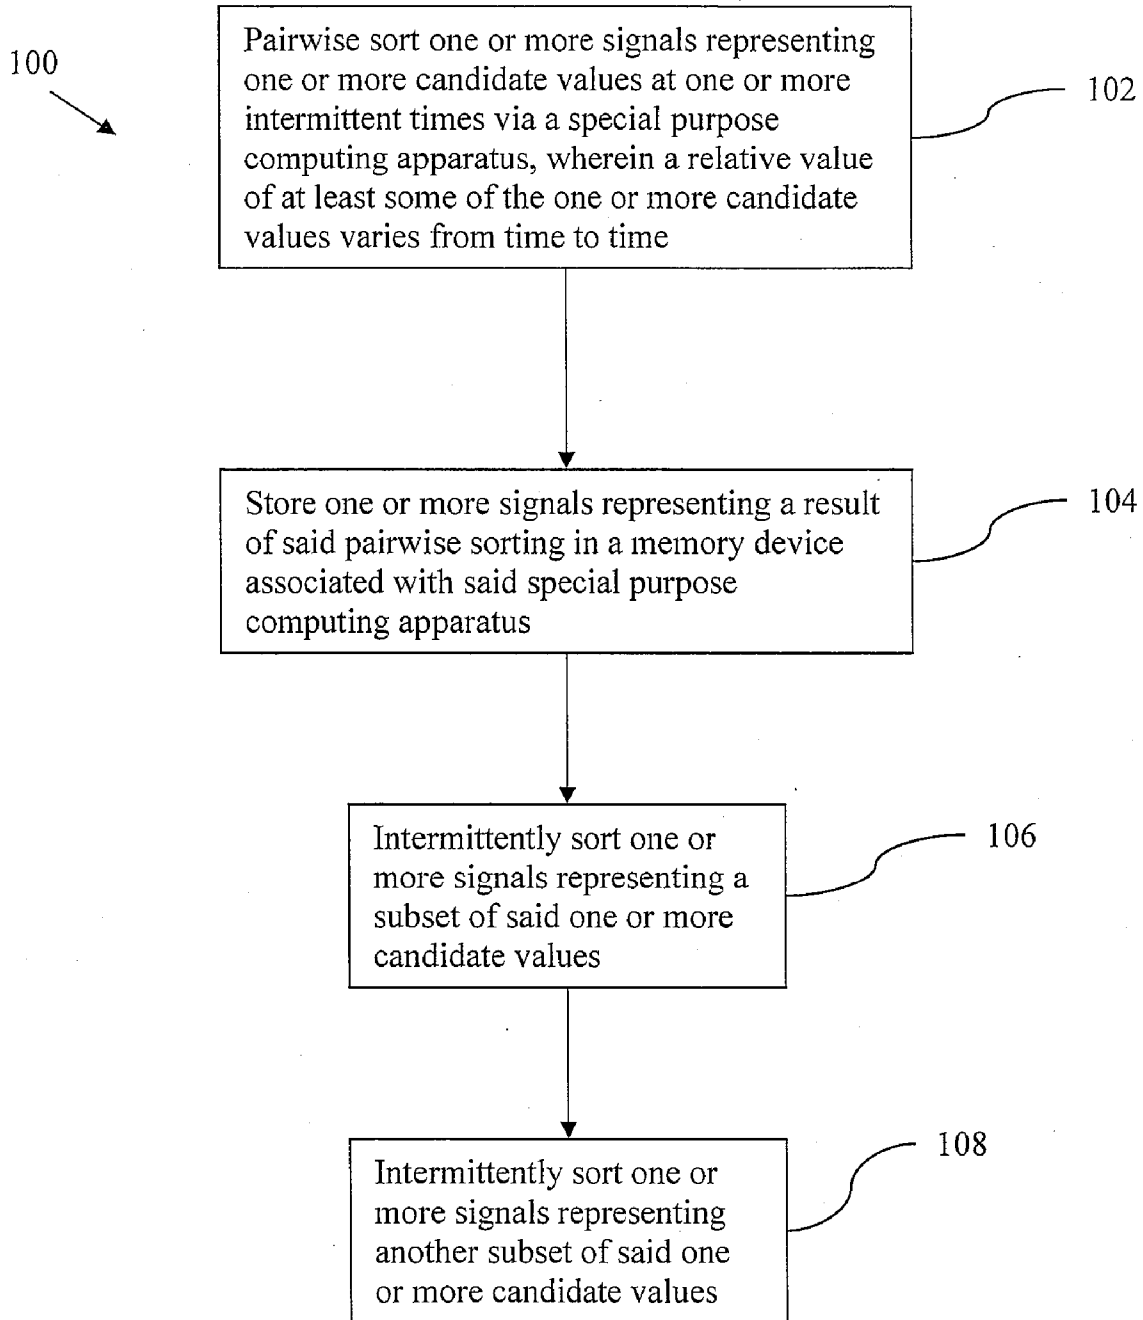 100
Pairwise sort one or more signals representing
one or more candidate values at one or more
intermittent times via a special purpose
computing apparatus, wherein a relative value
of at least some of the one or more candidate
values varies from time to time
102
Store one or more signals representing a result
of said pairwise sorting in a memory device
associated with said special purpose
computing apparatus
104
Intermittently sort one or
more signals representing a
subset of said one or more
candidate values
106
Intermittently sort one or
more signals representing
another subset of said one
or more candidate values
108